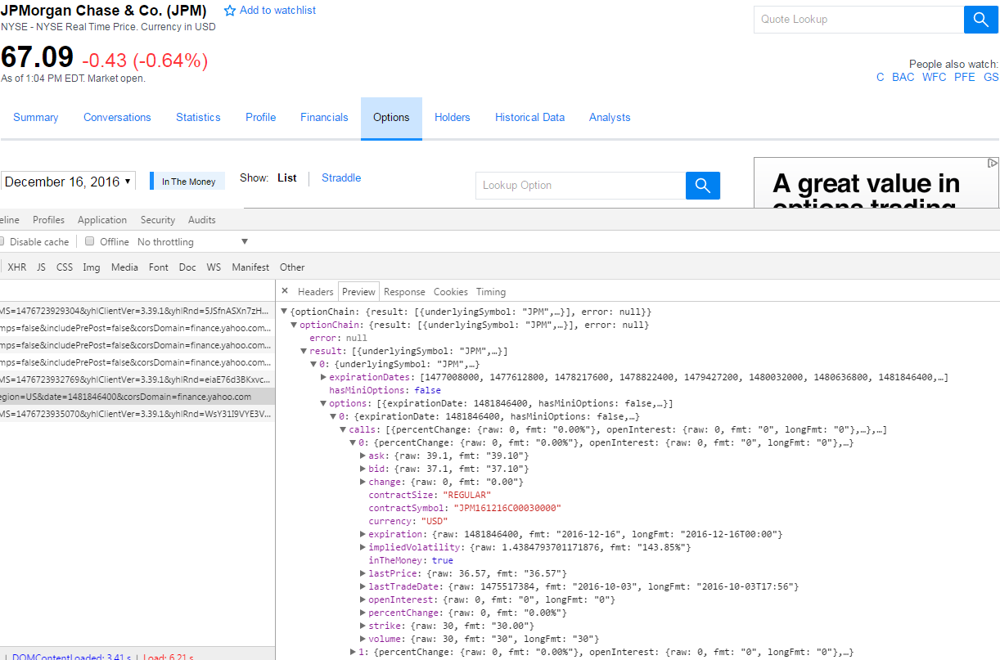 JPMorgan Chase & Co. (JPM) Add to watchlist
NYSE - NYSE Real Time Price. Currency in USD
Quote Lookup
67.09 -0.43 (-0.64%)
As of 1:04 PM EDT. Market open.
People also watch:
C BAC WFC PFE GS
Summary Conversations Statistics Profile Financials Options Holders Historical Data Analysts
December 16, 2016 ▾ In The Money Show: List Straddle
Lookup Option
A great value in
options trading
eline Profiles Application Security Audits
Disable cache Offline No throttling ▼
XHR JS CSS Img Media Font Doc WS Manifest Other
× Headers Preview Response Cookies Timing
MS=1476723929304&yhlClientVer=3.39.1&yhlRnd=5JSfnASXn7zH...
mps=false&includePrePost=false&corsDomain=finance.yahoo.com...
mps=false&includePrePost=false&corsDomain=finance.yahoo.com...
mps=false&includePrePost=false&corsDomain=finance.yahoo.com...
MS=1476723932769&yhlClientVer=3.39.1&yhlRnd=eiaE76d3BKxvc...
egion=US&date=1481846400&corsDomain=finance.yahoo.com
MS=1476723935070&yhlClientVer=3.39.1&yhlRnd=WsY31I9VYE3V...
▼{optionChain: {result: [{underlyingSymbol: "JPM",…}], error: null}}
▼optionChain: {result: [{underlyingSymbol: "JPM",…}], error: null}
error: null
▼result: [{underlyingSymbol: "JPM",…}]
▼0: {underlyingSymbol: "JPM",…}
▶expirationDates: [1477008000, 1477612800, 1478217600, 1478822400, 1479427200, 1480032000, 1480636800, 1481846400,…]
hasMiniOptions: false
▼options: [{expirationDate: 1481846400, hasMiniOptions: false,…}]
▼0: {expirationDate: 1481846400, hasMiniOptions: false,…}
▼calls: [{percentChange: {raw: 0, fmt: "0.00%"}, openInterest: {raw: 0, fmt: "0", longFmt: "0"},…},…]
▼0: {percentChange: {raw: 0, fmt: "0.00%"}, openInterest: {raw: 0, fmt: "0", longFmt: "0"},…}
▶ask: {raw: 39.1, fmt: "39.10"}
▶bid: {raw: 37.1, fmt: "37.10"}
▶change: {raw: 0, fmt: "0.00"}
contractSize: "REGULAR"
contractSymbol: "JPM161216C00030000"
currency: "USD"
▶expiration: {raw: 1481846400, fmt: "2016-12-16", longFmt: "2016-12-16T00:00"}
▶impliedVolatility: {raw: 1.4384793701171876, fmt: "143.85%"}
inTheMoney: true
▶lastPrice: {raw: 36.57, fmt: "36.57"}
▶lastTradeDate: {raw: 1475517384, fmt: "2016-10-03", longFmt: "2016-10-03T17:56"}
▶openInterest: {raw: 0, fmt: "0", longFmt: "0"}
▶percentChange: {raw: 0, fmt: "0.00%"}
▶strike: {raw: 30, fmt: "30.00"}
▶volume: {raw: 30, fmt: "30", longFmt: "30"}
▶1: {percentChange: {raw: 0, fmt: "0.00%"}, openInterest: {raw: 0, fmt: "0", longFmt: "0"},…}
| DOMContentLoaded: 3.41 s | Load: 6.21 s